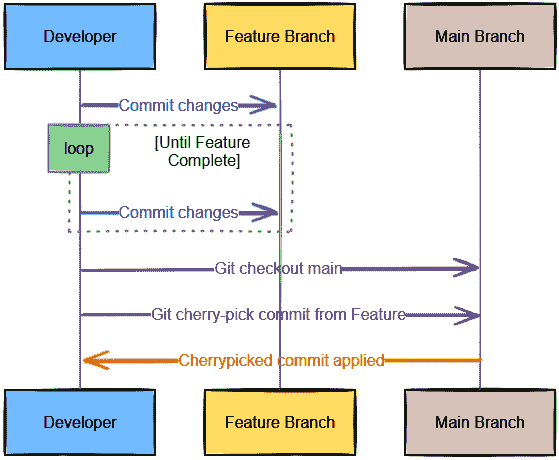 Developer
Feature Branch
Main Branch
Commit changes
loop
[Until Feature
Complete]
Commit changes
Git checkout main
Git cherry-pick commit from Feature
Cherrypicked commit applied
Developer
Feature Branch
Main Branch